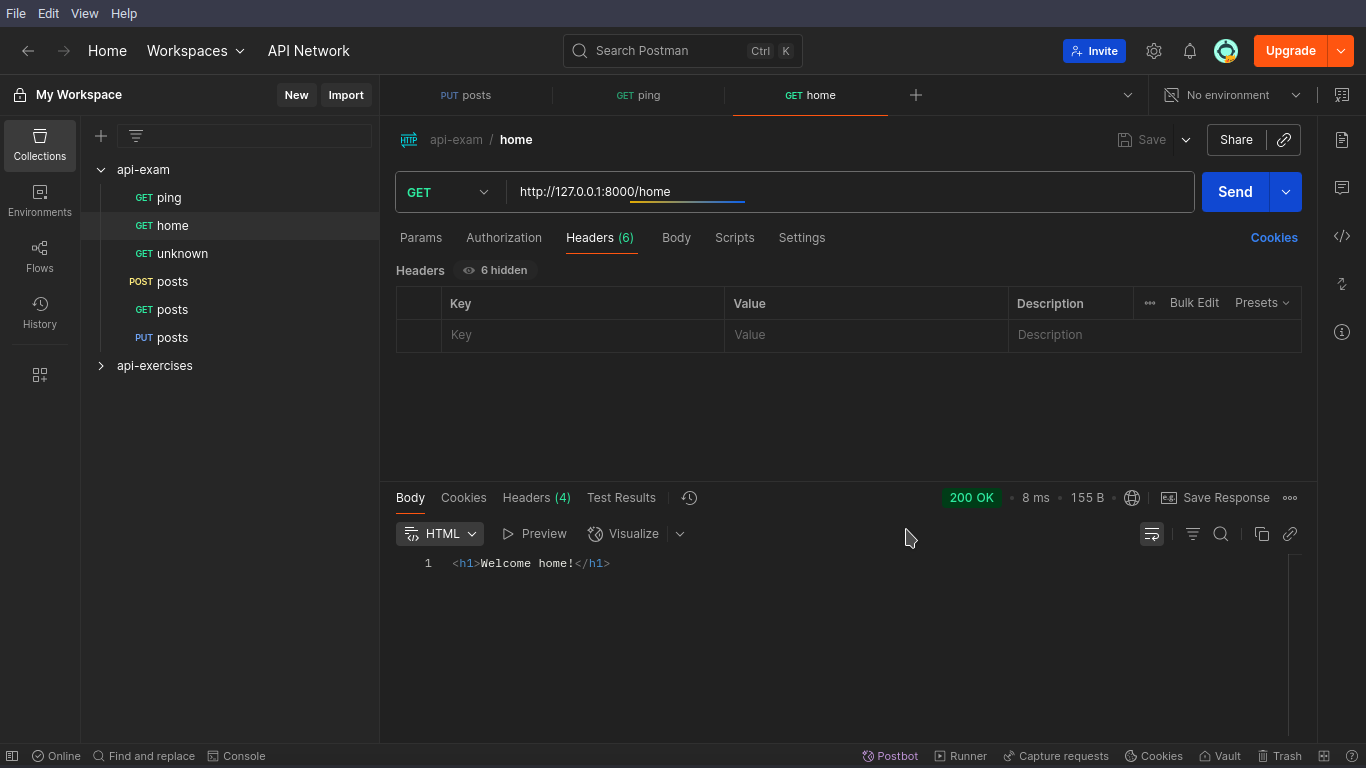 File Edit View Help
Home Workspaces API Network Search Postman Ctrl K Invite Upgrade
My Workspace New Import PUT posts GET ping GET home No environment
Collections
Environments
Flows
History
api-exam
GET ping
GET home
GET unknown
POST posts
GET posts
PUT posts
api-exercises
HTTP api-exam / home Save Share
GET http://127.0.0.1:8000/home Send
Params Authorization Headers (6) Body Scripts Settings Cookies
Headers 6 hidden
Key Value Description Bulk Edit Presets
Key Value Description
Body Cookies Headers (4) Test Results 200 OK 8 ms 155 B e.g. Save Response
HTML Preview Visualize
1 <h1>Welcome home!</h1>
Online Find and replace Console Postbot Runner Capture requests Cookies Vault Trash